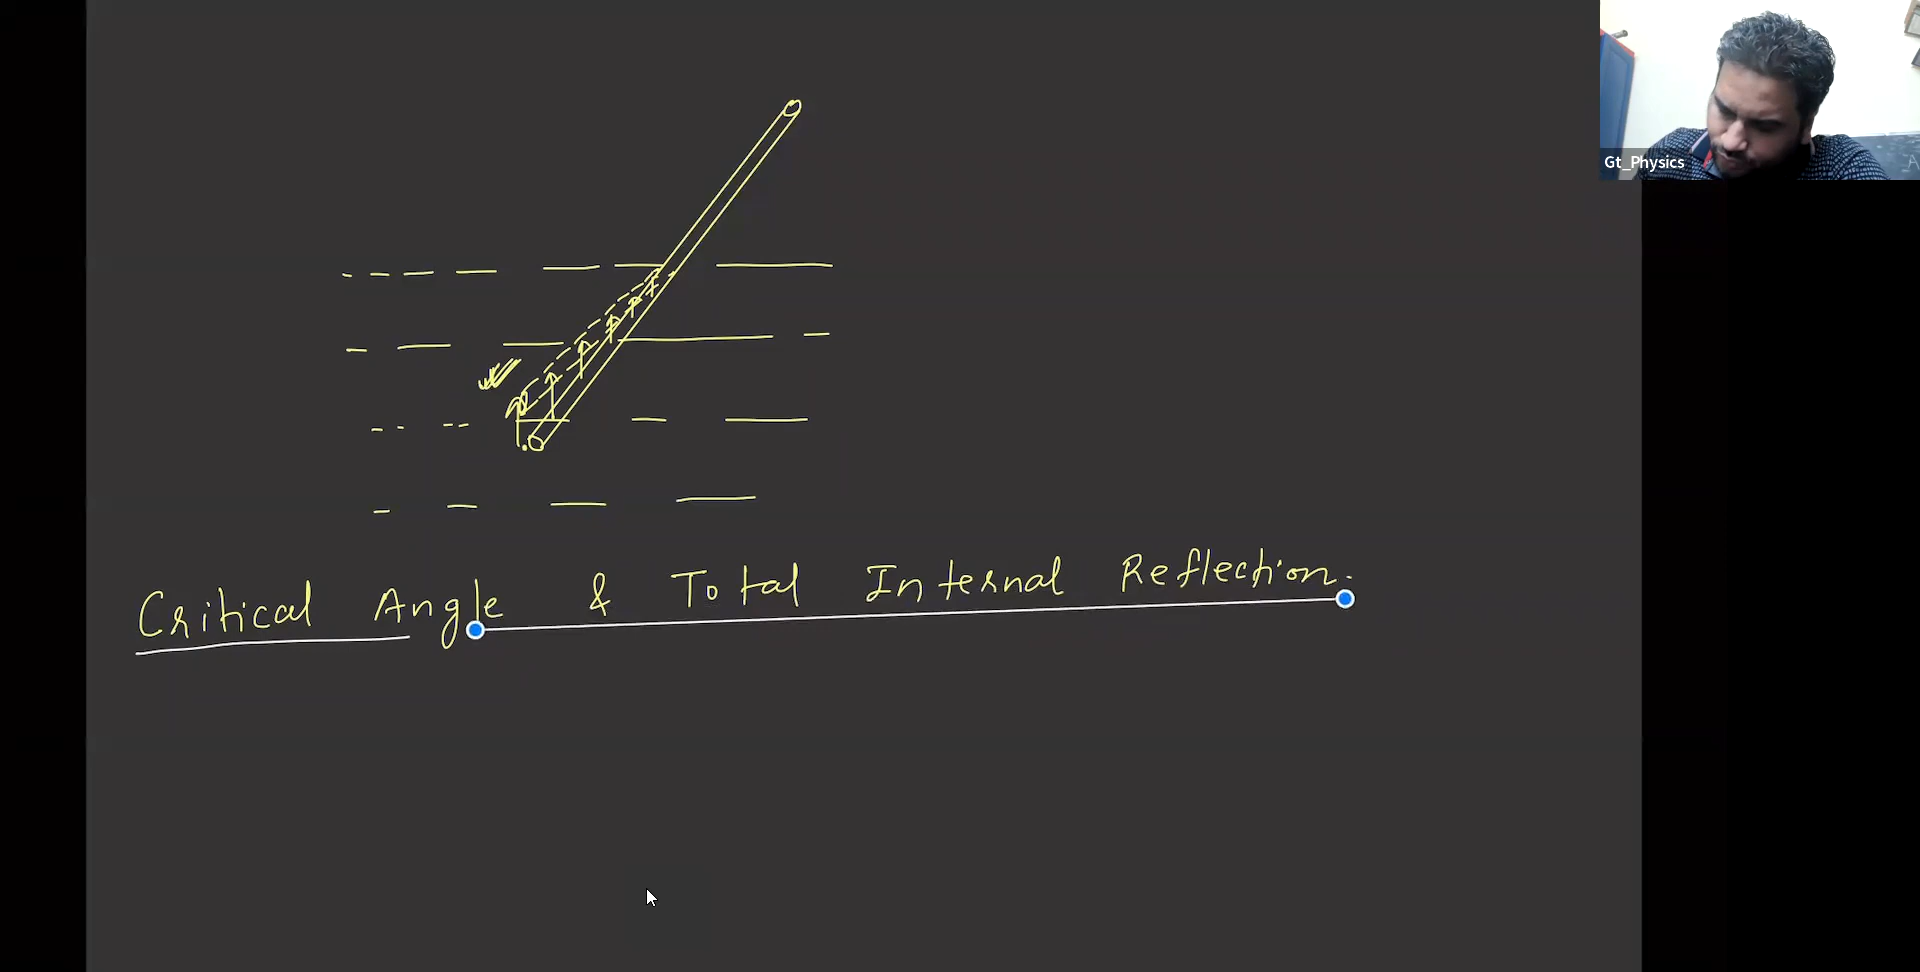 Gt_Physics
Critical Angle & Total Internal Reflection.